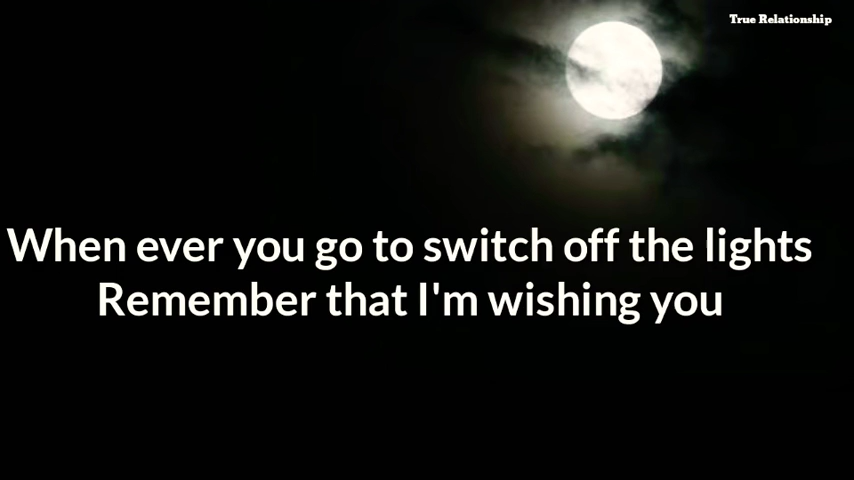 True Relationship
When ever you go to switch off the lights
Remember that I'm wishing you